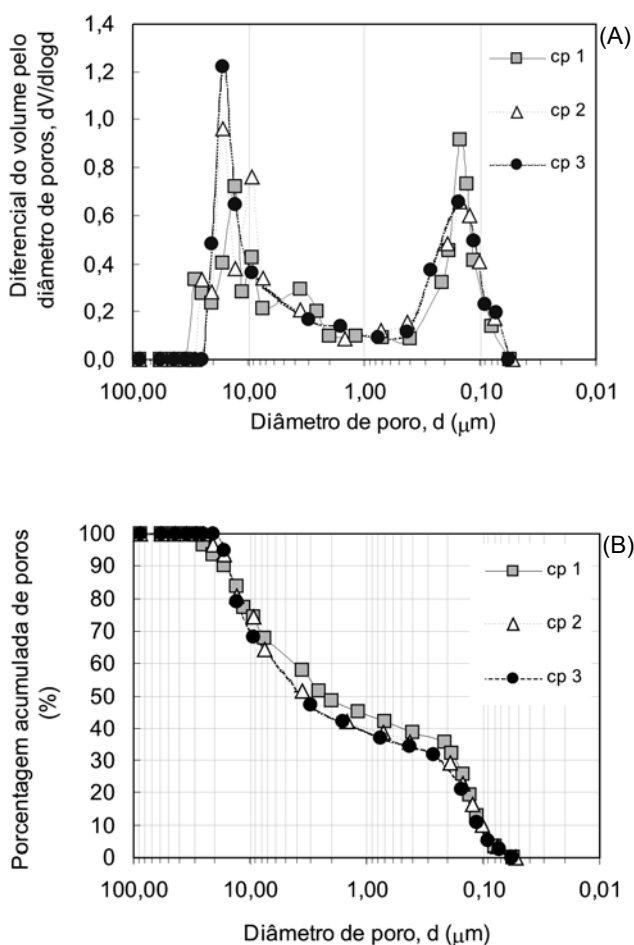 (A)
Diferencial do volume pelo
diâmetro de poros, dV/dlogd
1,4
1,2
1,0
0,8
0,6
0,4
0,2
0,0
cp 1
cp 2
cp 3
100,00 10,00 1,00 0,10 0,01
Diâmetro de poro, d (μm)
(B)
Porcentagem acumulada de poros
(%)
100
90
80
70
60
50
40
30
20
10
0
cp 1
cp 2
cp 3
100,00 10,00 1,00 0,10 0,01
Diâmetro de poro, d (μm)